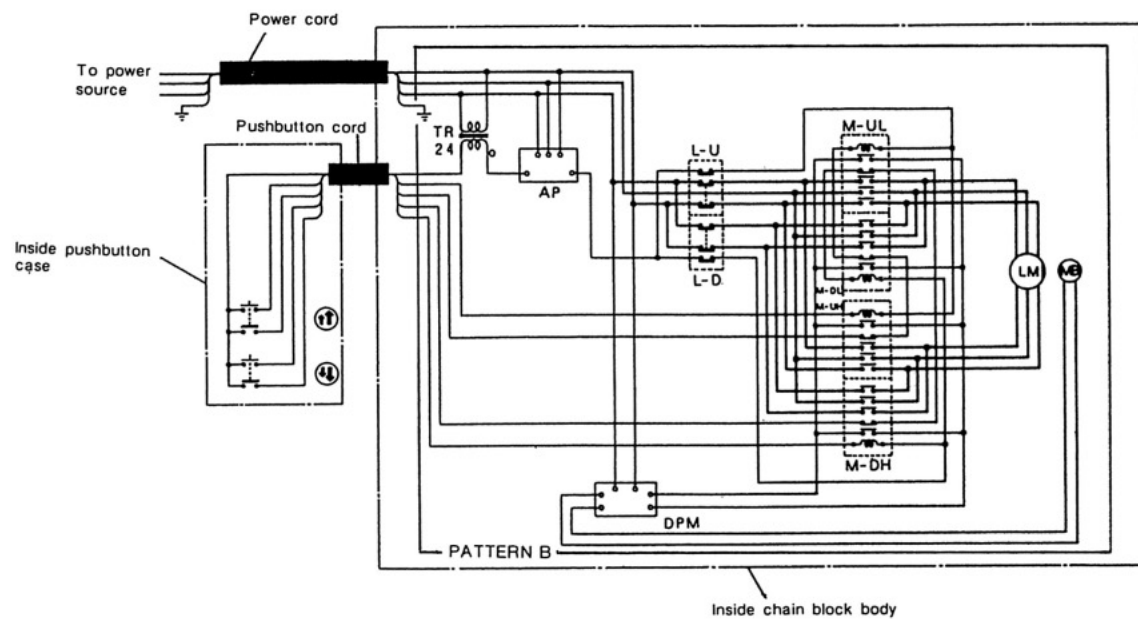 Power cord
To power
source
Pushbutton cord
TR
24
AP
L-U
L-D
M-UL
M-DL
M-UH
M-DH
LM
MB
Inside pushbutton
case
DPM
PATTERN B
Inside chain block body